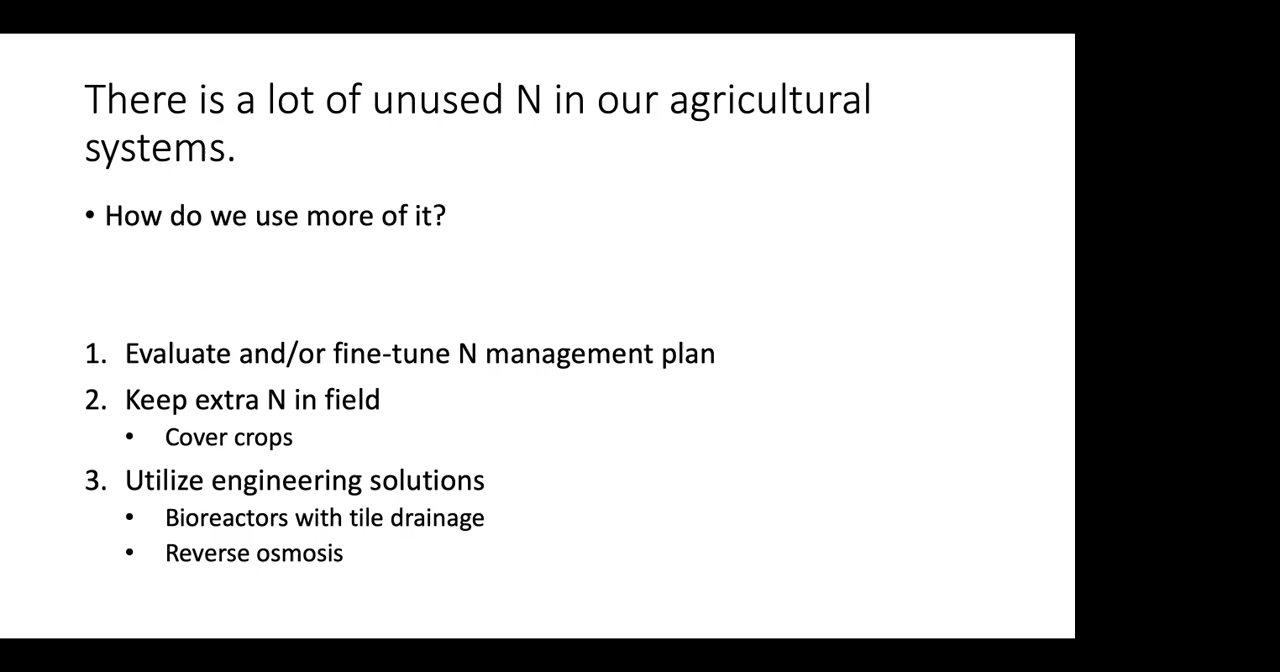 There is a lot of unused N in our agricultural
systems.
• How do we use more of it?
1. Evaluate and/or fine-tune N management plan
2. Keep extra N in field
• Cover crops
3. Utilize engineering solutions
• Bioreactors with tile drainage
• Reverse osmosis